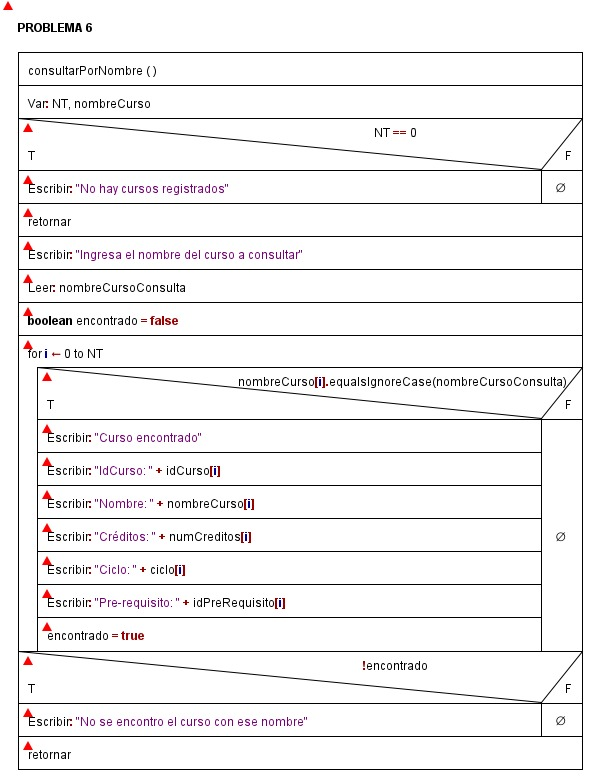 PROBLEMA 6
consultarPorNombre ( )
Var: NT, nombreCurso
NT == 0
T F
Escribir: "No hay cursos registrados" ∅
retornar
Escribir: "Ingresa el nombre del curso a consultar"
Leer: nombreCursoConsulta
boolean encontrado = false
for i ← 0 to NT
nombreCurso[i].equalsIgnoreCase(nombreCursoConsulta)
T F
Escribir: "Curso encontrado"
Escribir: "IdCurso: " + idCurso[i]
Escribir: "Nombre: " + nombreCurso[i]
Escribir: "Créditos: " + numCreditos[i] ∅
Escribir: "Ciclo: " + ciclo[i]
Escribir: "Pre-requisito: " + idPreRequisito[i]
encontrado = true
!encontrado
T F
Escribir: "No se encontro el curso con ese nombre" ∅
retornar